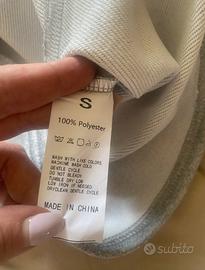 S
100% Polyester
WASH WITH LIKE COLORS
MACHINE WASH COLD
GENTLE CYCLE
DO NOT BLEACH
TUMBLE DRY LOW
LOW IRON IF NEEDED
DRYCLEAN GENTLE CYCLE
MADE IN CHINA
subito